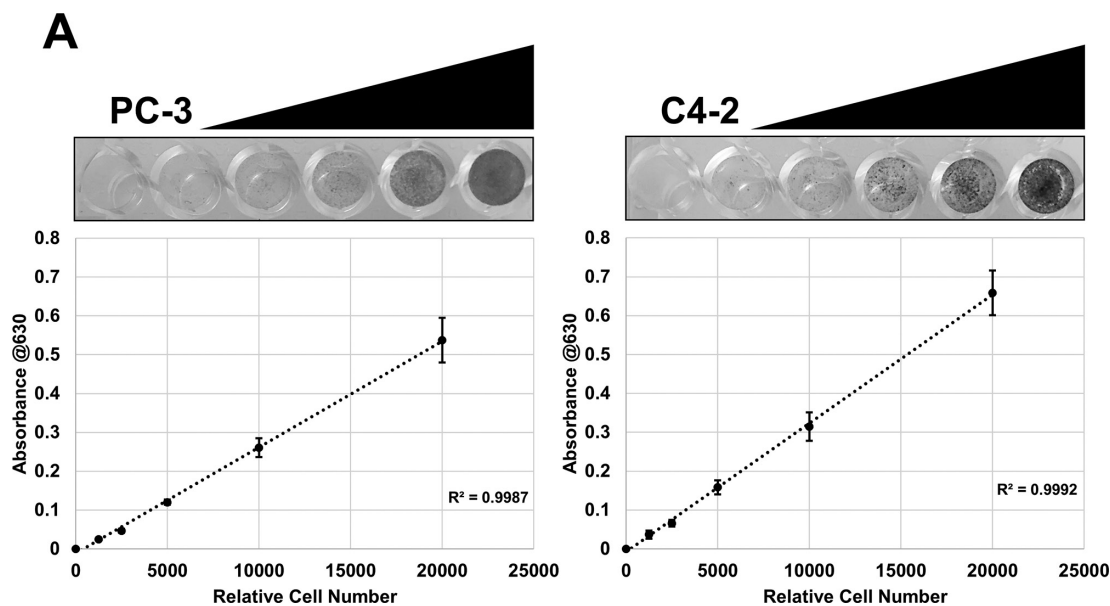 A
PC-3
C4-2
0.8
0.7
0.6
0.5
0.4
0.3
0.2
0.1
0
Absorbance @630
R² = 0.9987
0 5000 10000 15000 20000 25000
Relative Cell Number
0.8
0.7
0.6
0.5
0.4
0.3
0.2
0.1
0
Absorbance @630
R² = 0.9992
0 5000 10000 15000 20000 25000
Relative Cell Number